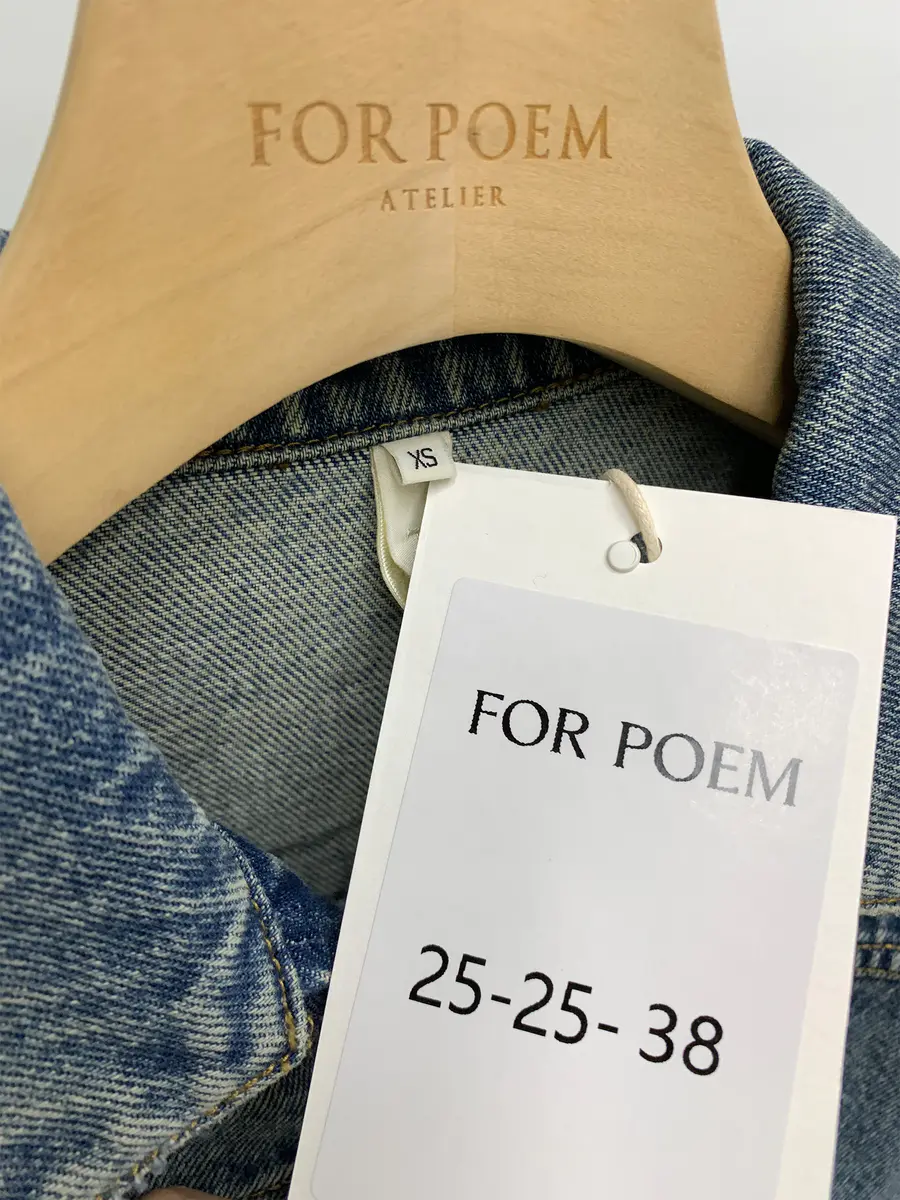 FOR POEM
ATELIER
XS
FOR POEM
25-25- 38